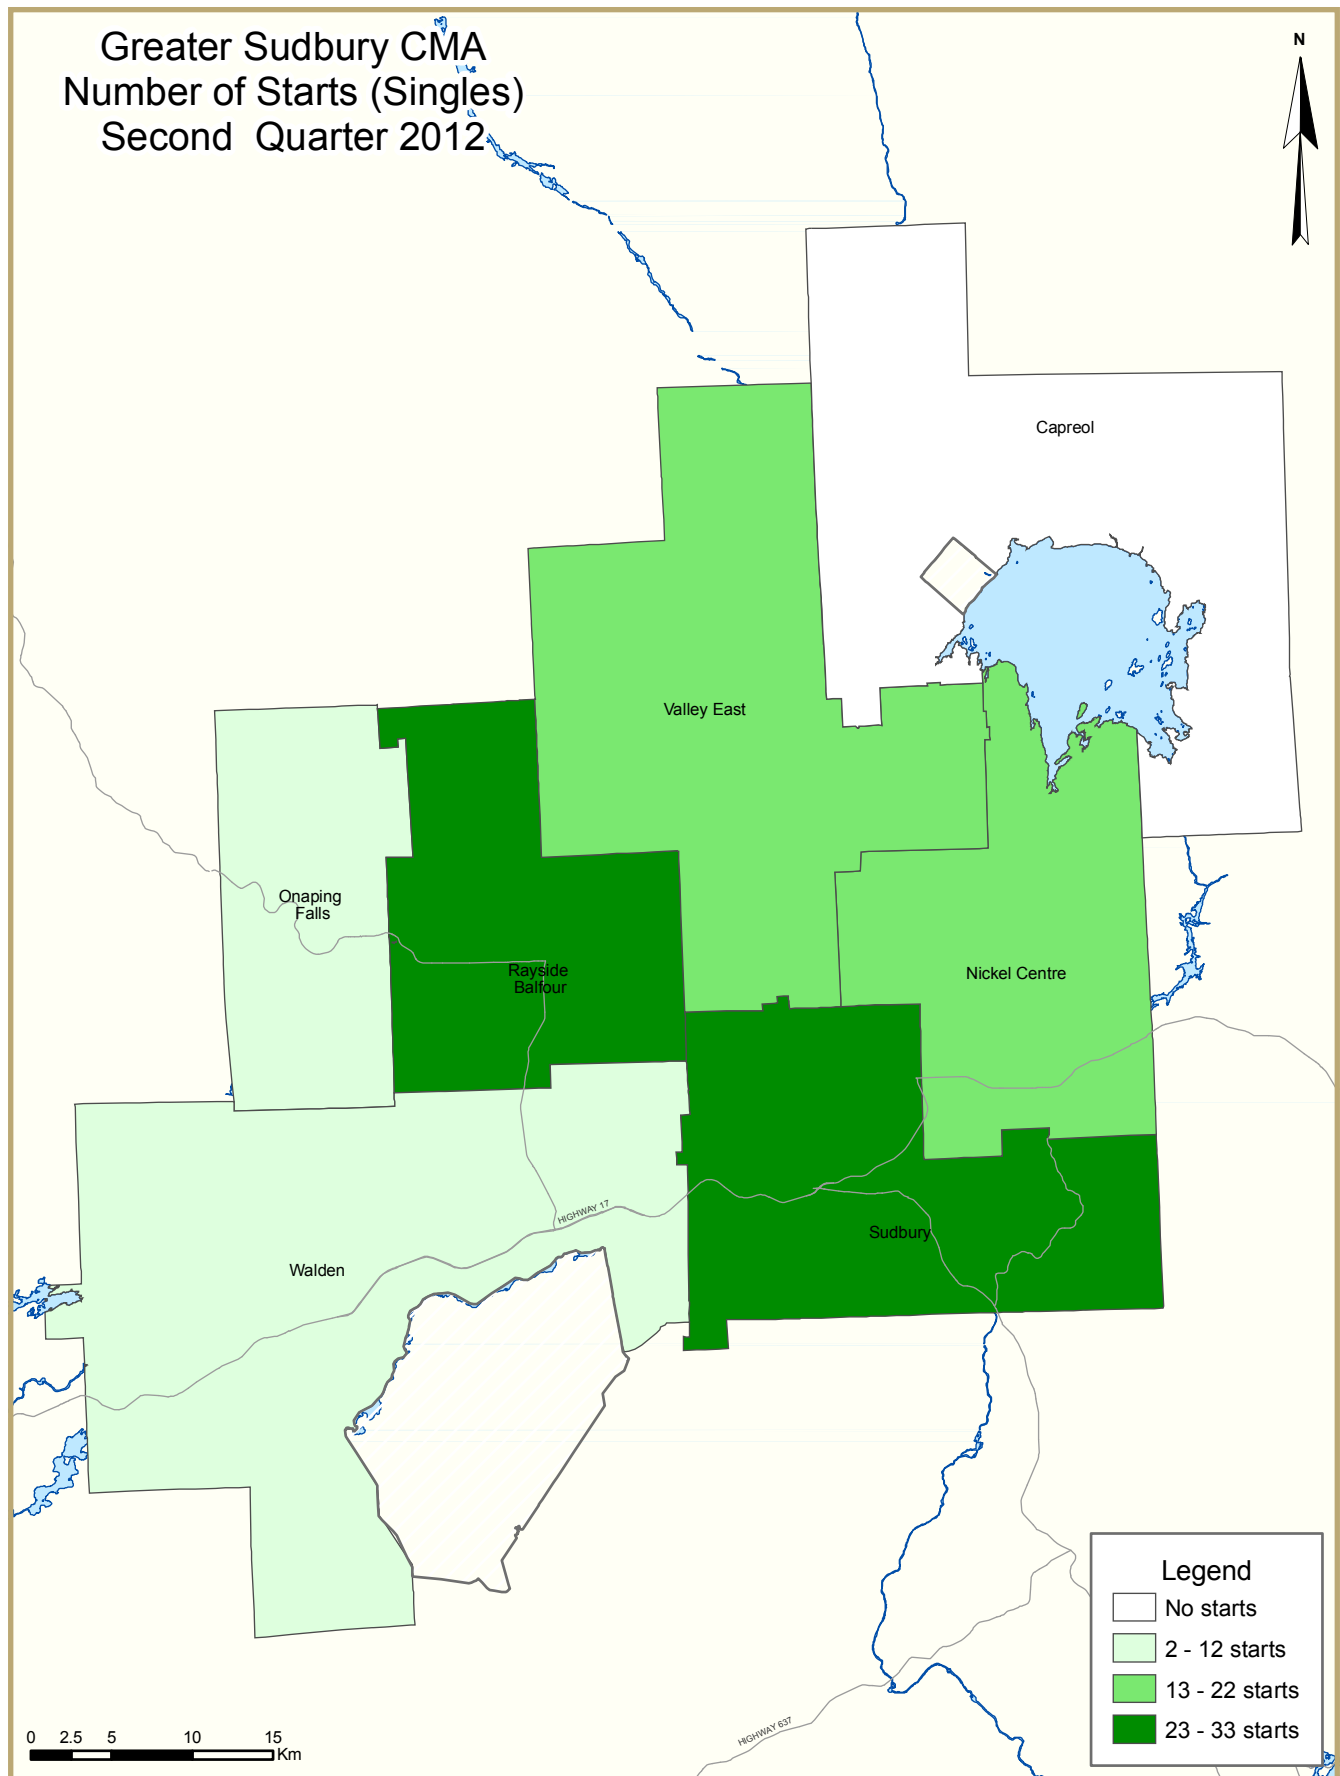 Greater Sudbury CMA
Number of Starts (Singles)
Second Quarter 2012
N
Capreol
Valley East
Onaping
Falls
Rayside
Balfour
Nickel Centre
HIGHWAY 17
Sudbury
Walden
Legend
No starts
2 - 12 starts
13 - 22 starts
23 - 33 starts
HIGHWAY 637
0 2.5 5 10 15
Km